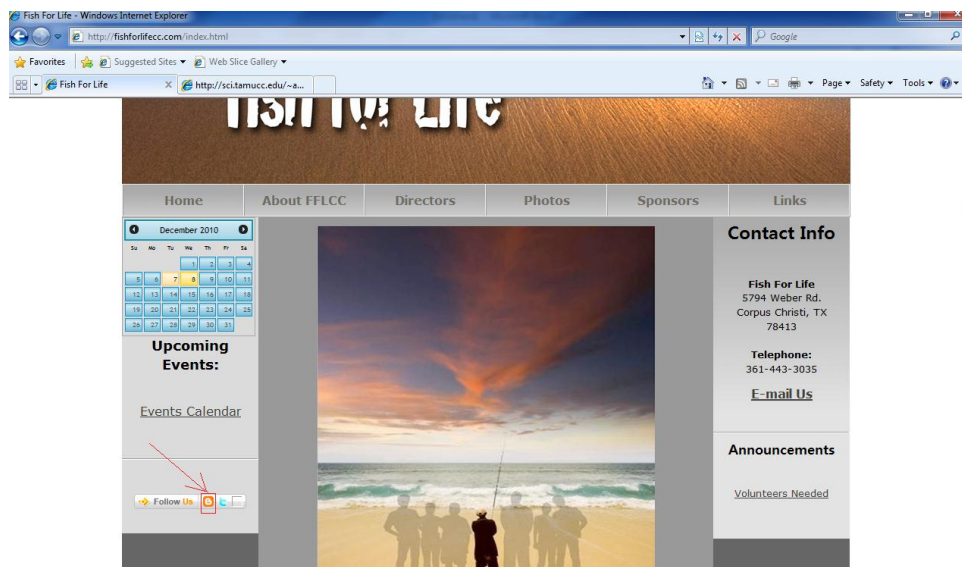 Fish For Life - Windows Internet Explorer
http://fishforlifecc.com/index.html
Google
Favorites
Suggested Sites
Web Slice Gallery
Fish For Life
http://sci.tamucc.edu/~a...
Page
Safety
Tools
Fish For Life
Home
About FFLCC
Directors
Photos
Sponsors
Links
December 2010
Su Mo Tu We Th Fr Sa
1 2 3 4
5 6 7 8 9 10 11
12 13 14 15 16 17 18
19 20 21 22 23 24 25
26 27 28 29 30 31
Upcoming
Events:
Events Calendar
Follow Us
Contact Info
Fish For Life
5794 Weber Rd.
Corpus Christi, TX
78413
Telephone:
361-443-3035
E-mail Us
Announcements
Volunteers Needed